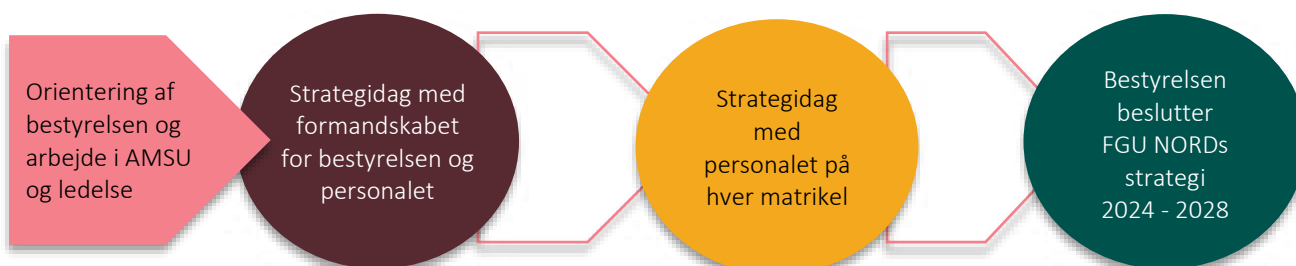 Orientering af
bestyrelsen og
arbejde i AMSU
og ledelse
Strategidag med
formandskabet
for bestyrelsen og
personalet
Strategidag
med
personalet på
hver matrikel
Bestyrelsen
beslutter
FGU NORDs
strategi
2024 - 2028